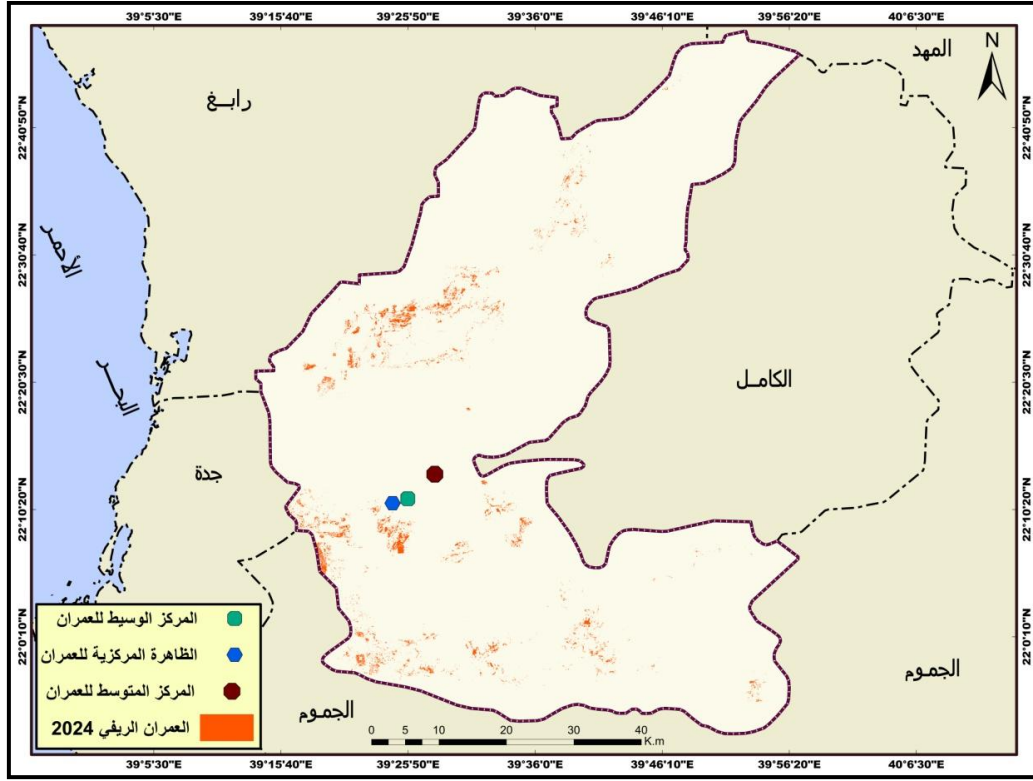 39°5'30"E 39°15'40"E 39°25'50"E 39°36'0"E 39°46'10"E 39°56'20"E 40°6'30"E
22°40'50"N 22°40'50"N
22°30'40"N 22°30'40"N
22°20'30"N 22°20'30"N
22°10'20"N 22°10'20"N
22°0'10"N 22°0'10"N
N
المهد
رابـــغ
الأحمـر
البحـــر
الكامـل
جدة
الجمـوم
الجمـوم
المركز الوسيط للعمران
الظاهرة المركزية للعمران
المركز المتوسط للعمران
العمران الريفي 2024
0 5 10 20 30 40
K.m
39°5'30"E 39°15'40"E 39°25'50"E 39°36'0"E 39°46'10"E 39°56'20"E 40°6'30"E